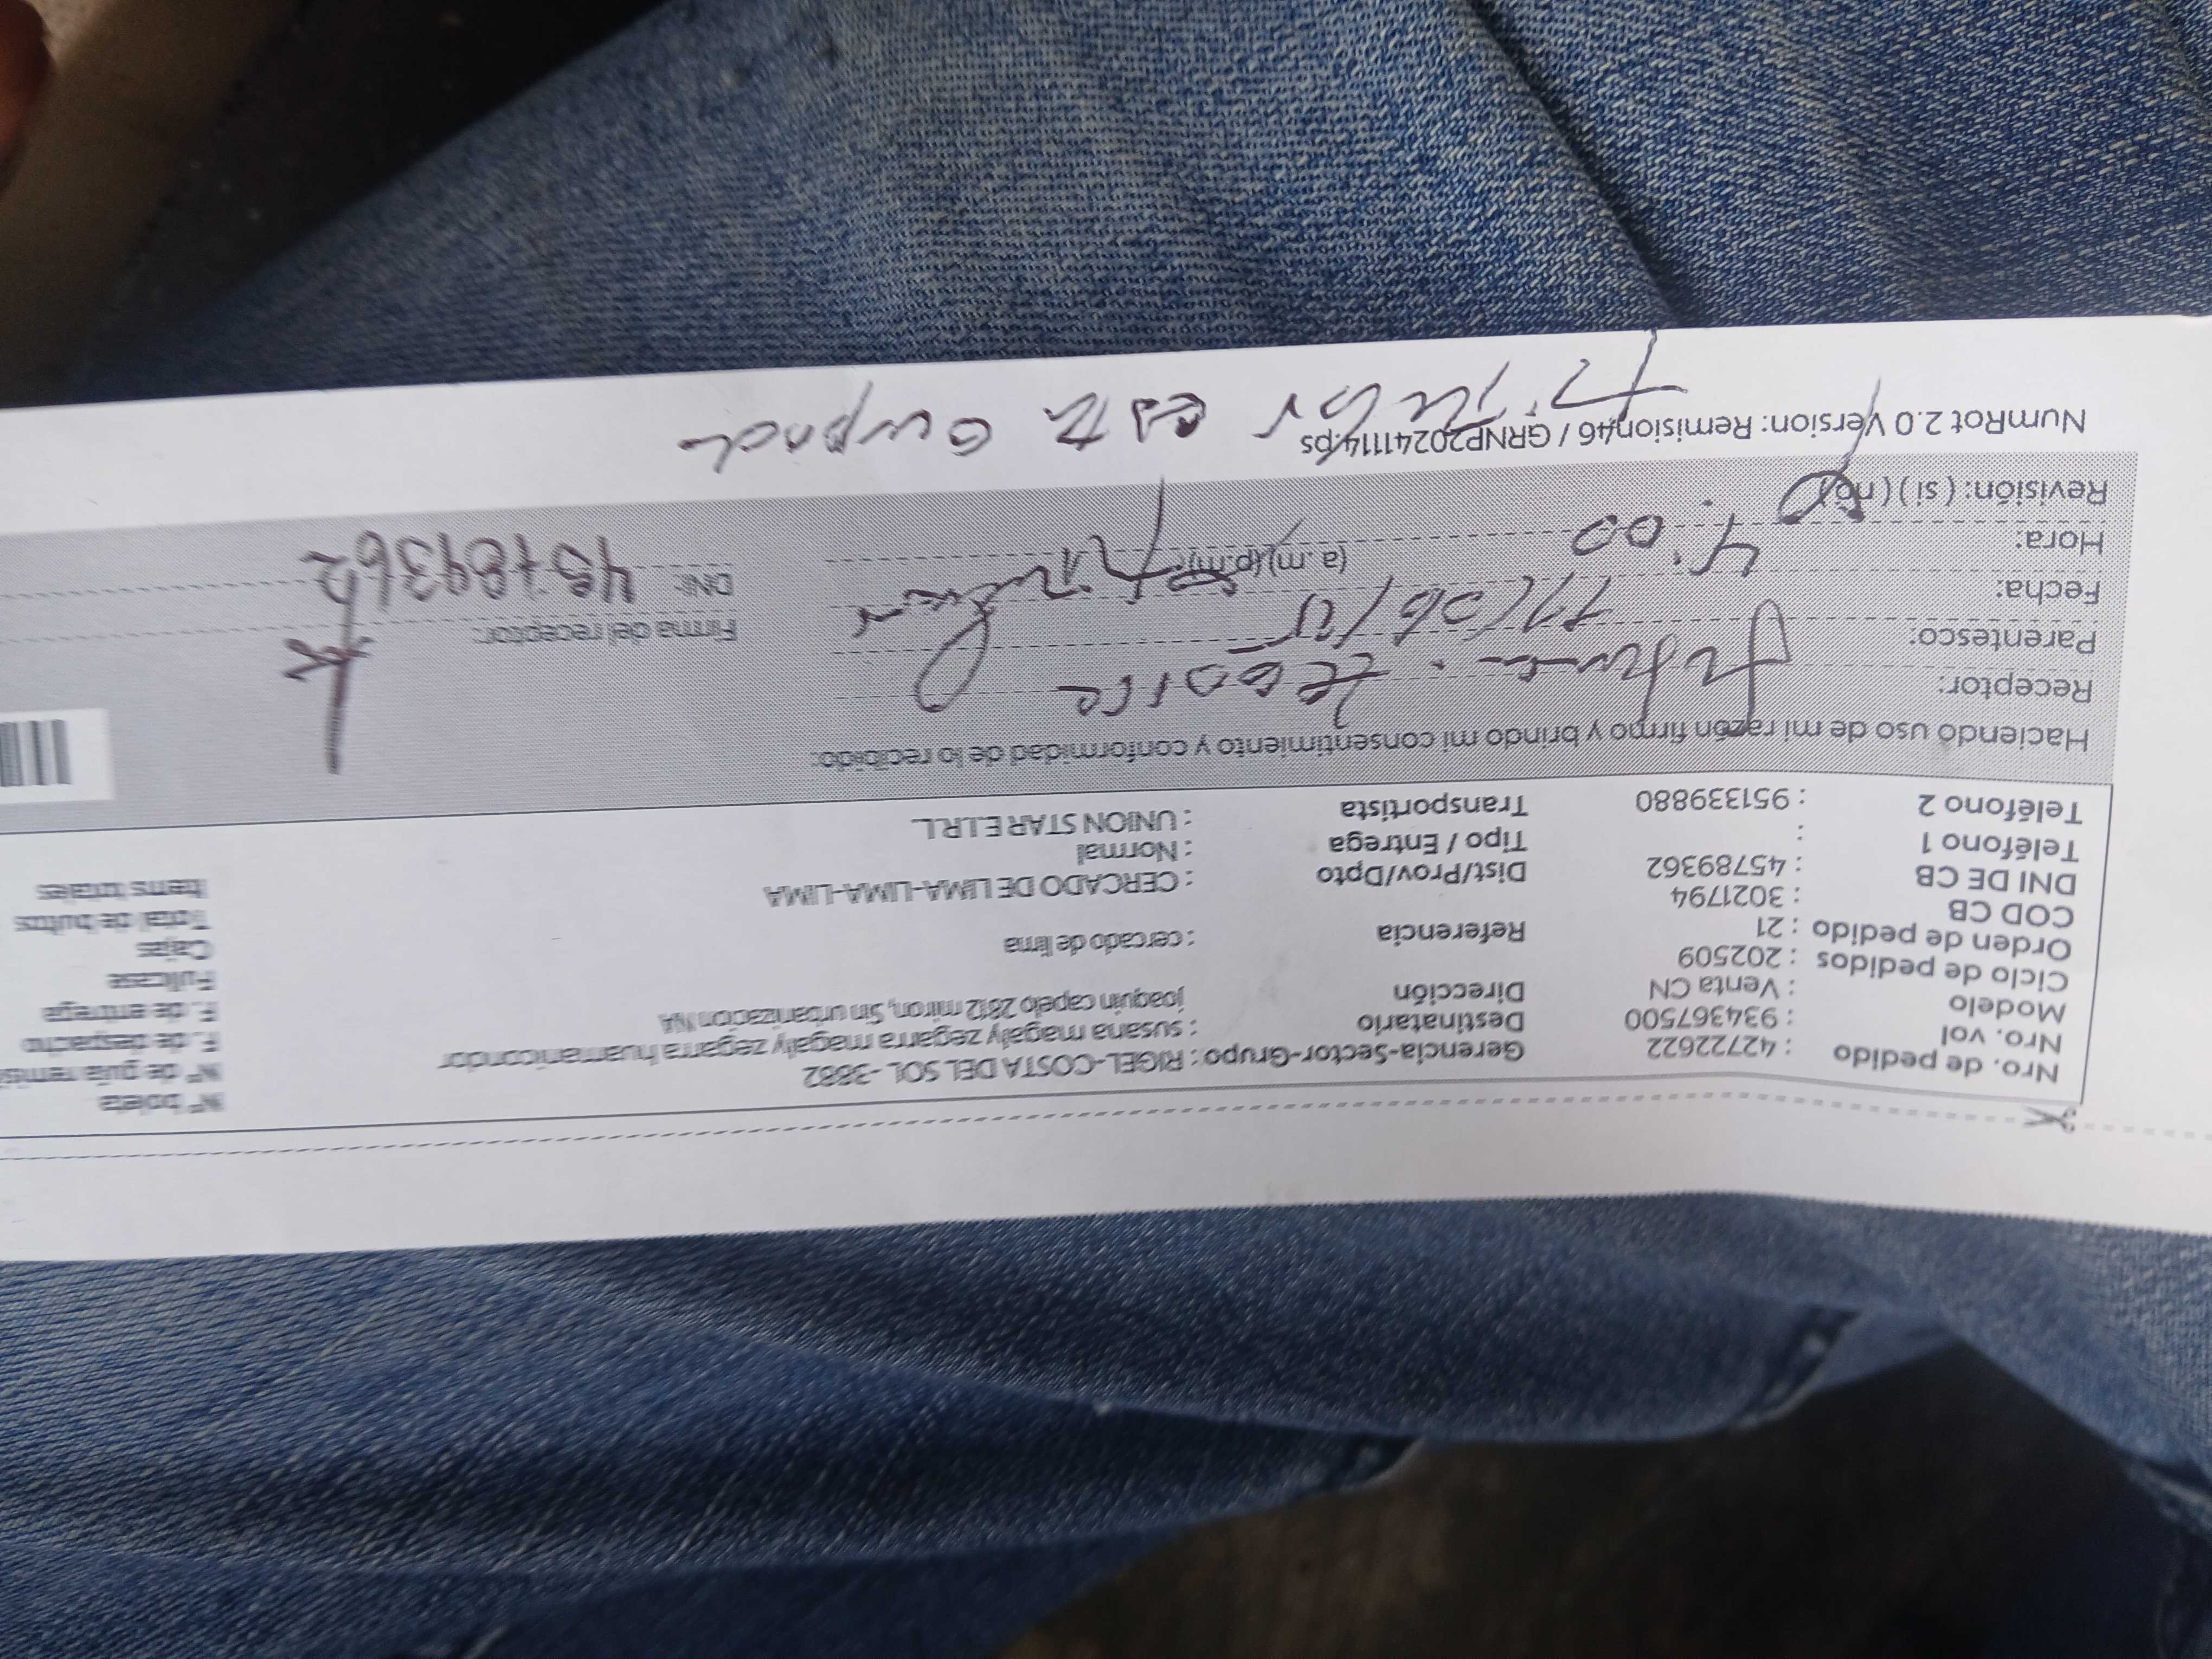 Nro. de pedido : 42722622 Gerencia-Sector-Grupo : RIGEL-COSTA DEL SOL - 3882 N° boleta
Nro. vol : 934367500 Destinatario : susana magaly zegarra magaly zegarra huamanicondor N° de guía remisi
Modelo : Venta CN Dirección joaquin capelo 2812 miron, Sin urbanizacion NA F. de despacho
Ciclo de pedidos : 202509 F. de entrega
Orden de pedido : 21 Referencia : cercado de lima Fullcase
COD CB : 3021794 Cajas
DNI DE CB : 45789362 Dist/Prov/Dpto : CERCADO DE LIMA-LIMA-LIMA Total de bultos
Teléfono 1 : Tipo / Entrega : Normal Items totales
Teléfono 2 : 951339880 Transportista : UNION STAR E.I.R.L.
Haciendo uso de mi razón firmo y brindo mi consentimiento y conformidad de lo recibido:
Receptor:
Parentesco: Firma del receptor:
Fecha: DNI: 45789362
Hora: 4:00 (a.m) (p.m)
Revisión: ( si ) ( no )
NumRot 2.0 Version: Remision46 / GRNP20241114.ps
Titular esta ocupada